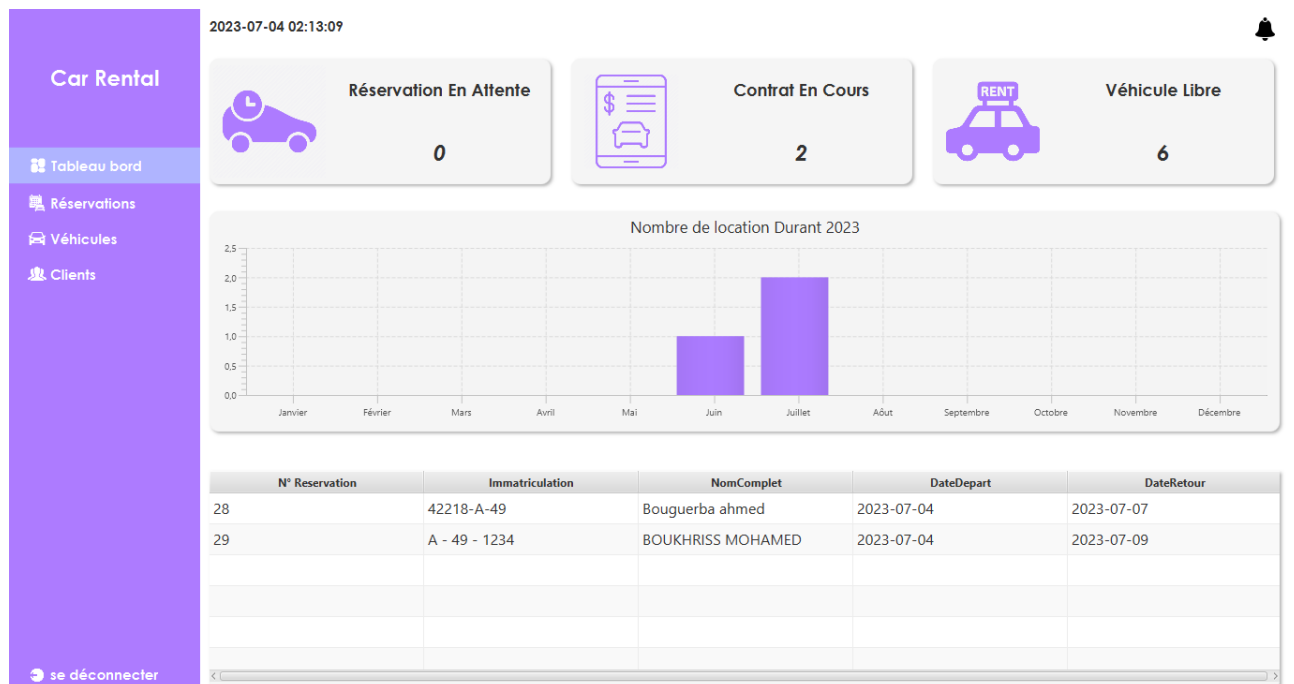 2023-07-04 02:13:09
Car Rental
Tableau bord
Réservations
Véhicules
Clients
se déconnecter
Réservation En Attente
0
$
Contrat En Cours
2
RENT
Véhicule Libre
6
Nombre de location Durant 2023
2,5
2,0
1,5
1,0
0,5
0,0
Janvier Février Mars Avril Mai Juin Juillet Aôut Septembre Octobre Novembre Décembre
N° Reservation Immatriculation NomComplet DateDepart DateRetour
28 42218-A-49 Bouguerba ahmed 2023-07-04 2023-07-07
29 A - 49 - 1234 BOUKHRISS MOHAMED 2023-07-04 2023-07-09